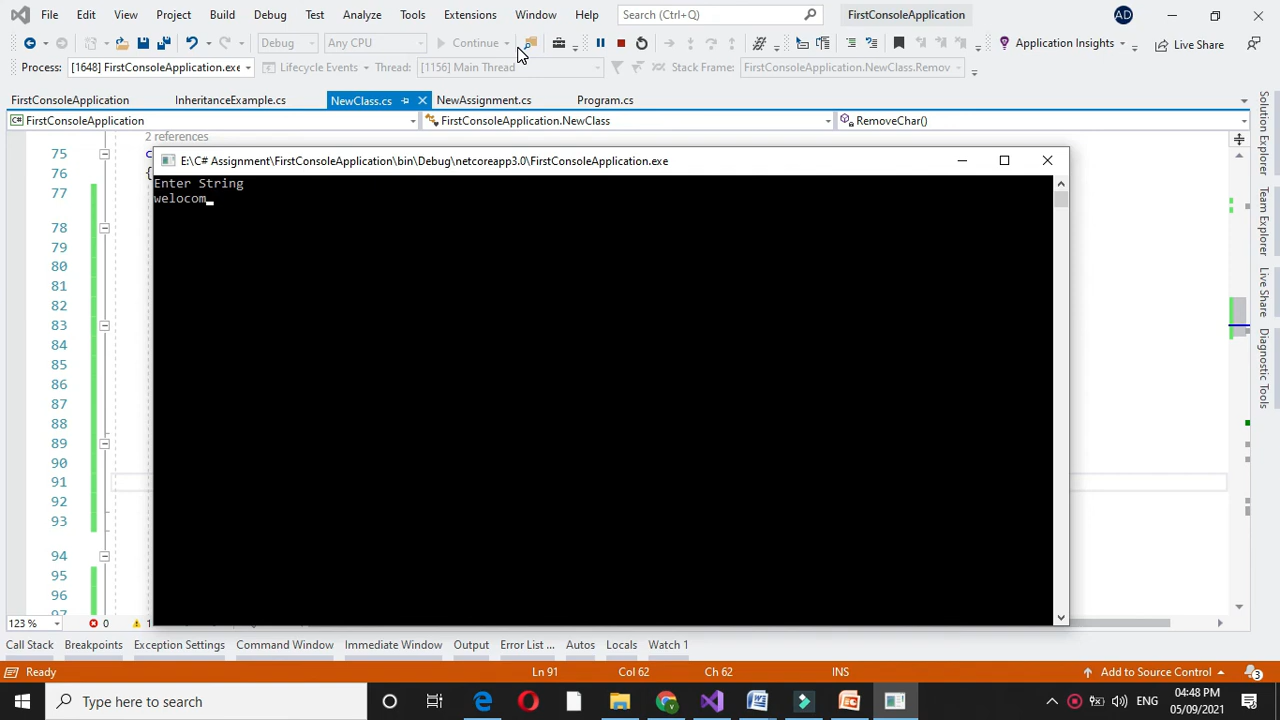 File Edit View Project Build Debug Test Analyze Tools Extensions Window Help Search (Ctrl+Q) FirstConsoleApplication AD
Debug Any CPU Continue Application Insights Live Share
Process: [1648] FirstConsoleApplication.exe Lifecycle Events Thread: [1156] Main Thread Stack Frame: FirstConsoleApplication.NewClass.Remov
FirstConsoleApplication InheritanceExample.cs NewClass.cs NewAssignment.cs Program.cs
C# FirstConsoleApplication FirstConsoleApplication.NewClass RemoveChar()
2 references
75
76 {
77
78
79
80
81
82
83
84
85
86
87
88
89
90
91
92
93
94
95
96
97
E:\C# Assignment\FirstConsoleApplication\bin\Debug\netcoreapp3.0\FirstConsoleApplication.exe
Enter String
welocom
Solution Explorer
Team Explorer
Live Share
Diagnostic Tools
123 % 0 1
Call Stack Breakpoints Exception Settings Command Window Immediate Window Output Error List ... Autos Locals Watch 1
Ready Ln 91 Col 62 Ch 62 INS Add to Source Control 3
Type here to search ENG 04:48 PM
05/09/2021